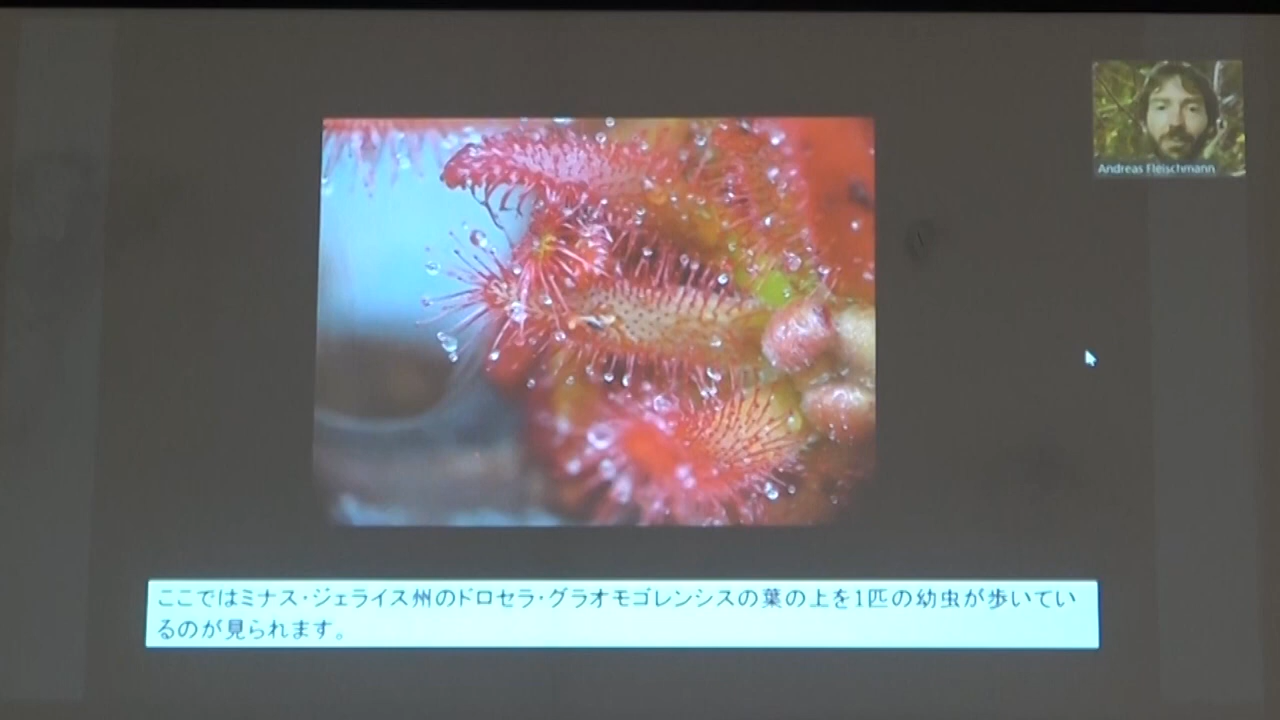 Andreas Fleischmann
ここではミナス・ジェライス州のドロセラ・グラオモゴレンシスの葉の上を1匹の幼虫が歩いてい
るのが見られます。